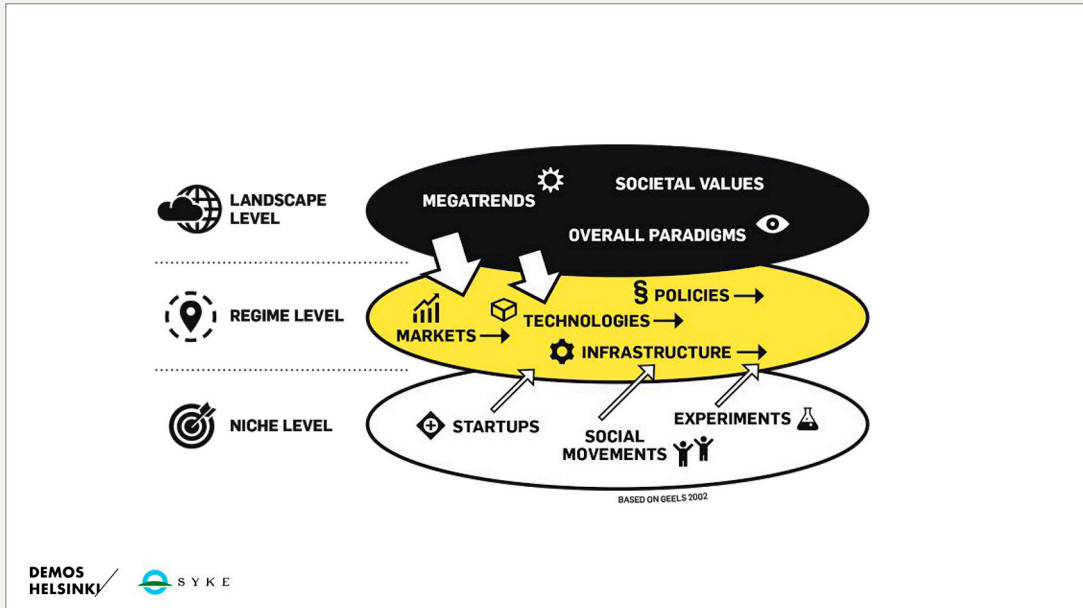 LANDSCAPE
LEVEL
MEGATRENDS
SOCIETAL VALUES
OVERALL PARADIGMS
REGIME LEVEL
§ POLICIES
TECHNOLOGIES
MARKETS
INFRASTRUCTURE
NICHE LEVEL
STARTUPS
SOCIAL
MOVEMENTS
EXPERIMENTS
BASED ON GEELS 2002
DEMOS
HELSINKI
SYKE